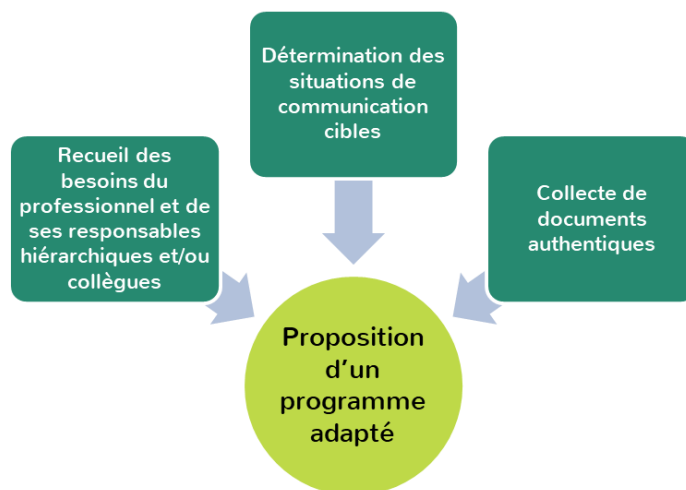 Détermination des
situations de
communication
cibles
Recueil des
besoins du
professionnel et de
ses responsables
hiérarchiques et/ou
collègues
Collecte de
documents
authentiques
Proposition
d'un
programme
adapté